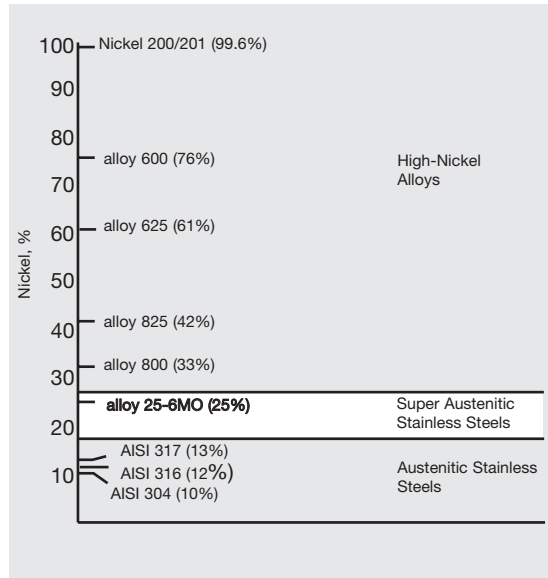 100
Nickel 200/201 (99.6%)
90
80
alloy 600 (76%)
High-Nickel
Alloys
70
alloy 625 (61%)
60
Nickel, %
50
alloy 825 (42%)
40
alloy 800 (33%)
30
alloy 25-6MO (25%)
Super Austenitic
Stainless Steels
20
AISI 317 (13%)
10
AISI 316 (12%)
Austenitic Stainless
Steels
AISI 304 (10%)